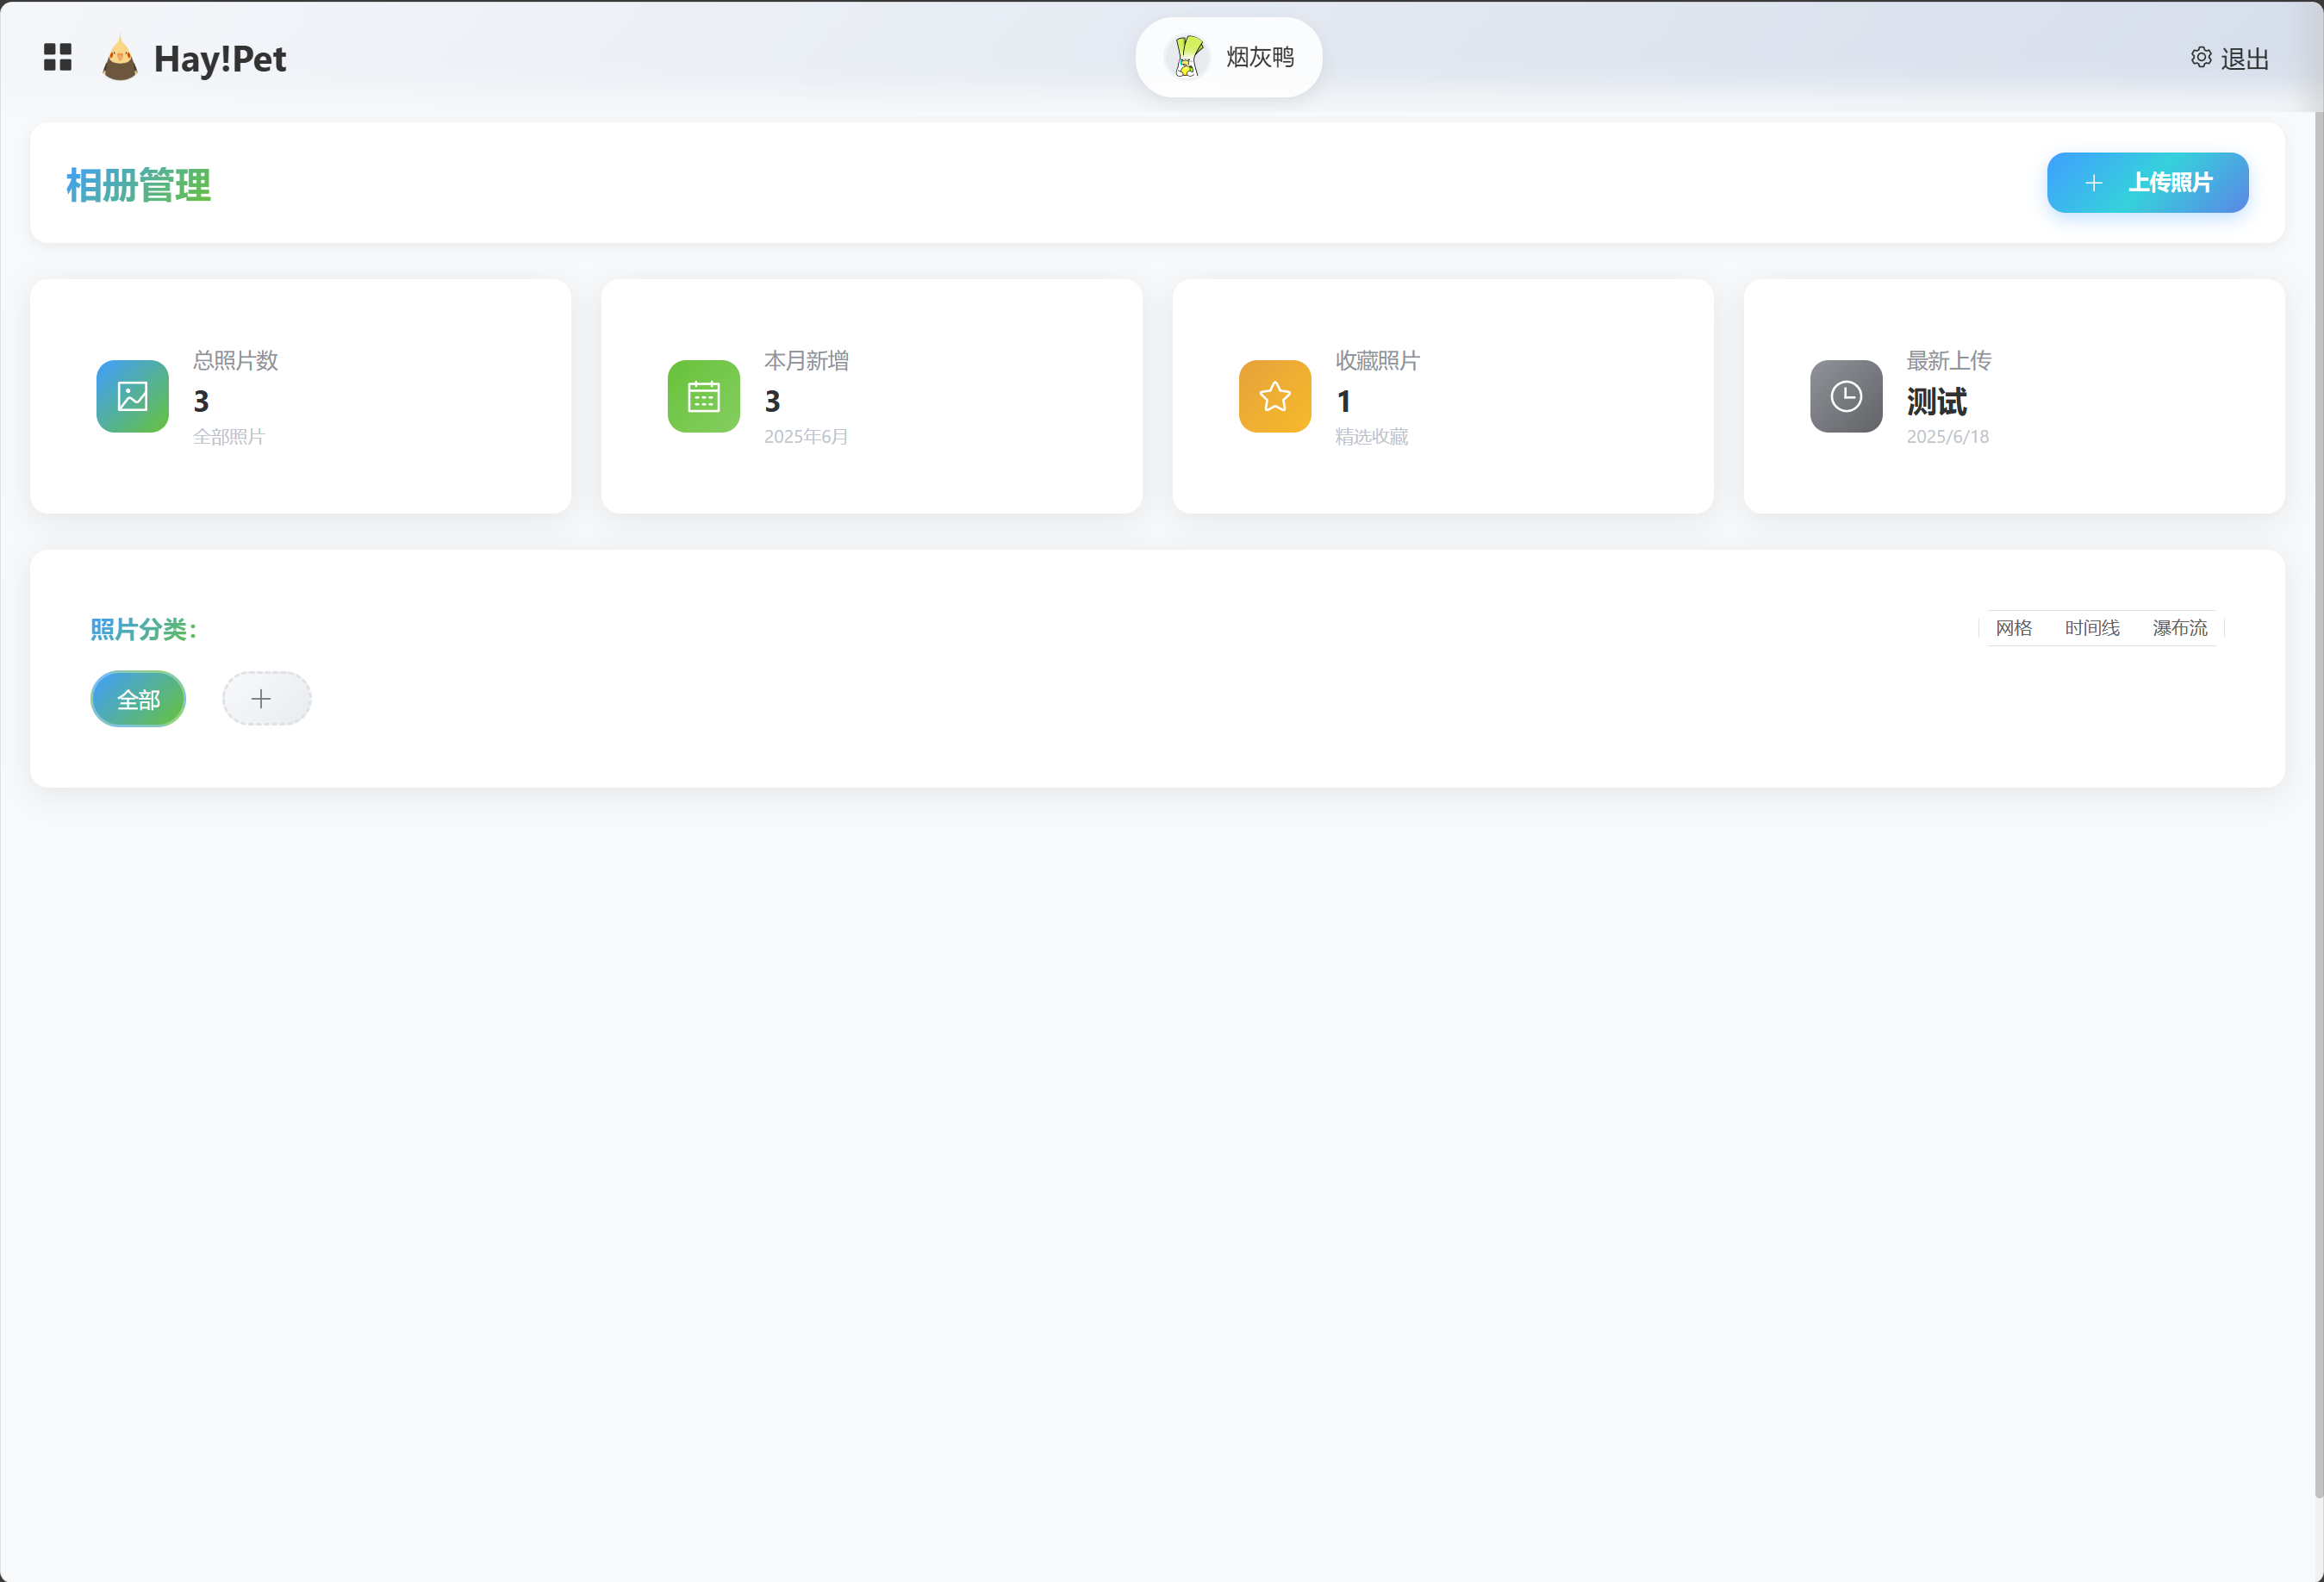 Hay!Pet
烟灰鸭
退出
相册管理
上传照片
总照片数
3
全部照片
本月新增
3
2025年6月
收藏照片
1
精选收藏
最新上传
测试
2025/6/18
照片分类：
网格 时间线 瀑布流
全部